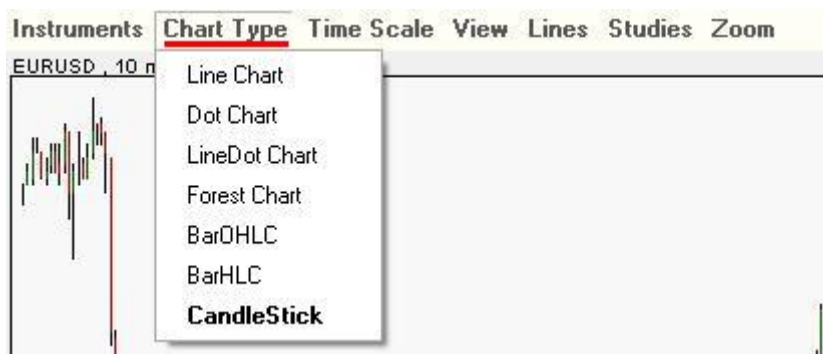 Instruments Chart Type Time Scale View Lines Studies Zoom
EURUSD , 10
Line Chart
Dot Chart
LineDot Chart
Forest Chart
BarOHLC
BarHLC
CandleStick